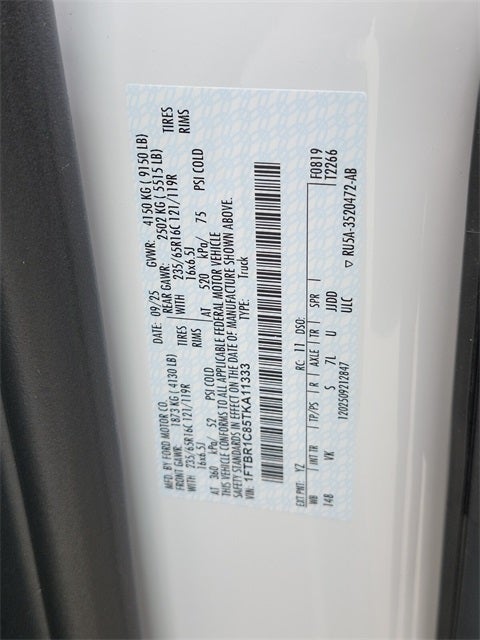 MFD. BY FORD MOTOR CO.
DATE: 09/25 GVWR: 4150 KG ( 9150 LB)
FRONT GAWR: 1873 KG ( 4130 LB) REAR GAWR: 2502 KG ( 5515 LB)
WITH 235/65R16C 121/119R TIRES WITH 235/65R16C 121/119R TIRES
16x6.5J RIMS 16x6.5J RIMS
AT 360 kPa/ 52 PSI COLD AT 520 kPa/ 75 PSI COLD
THIS VEHICLE CONFORMS TO ALL APPLICABLE FEDERAL MOTOR VEHICLE
SAFETY STANDARDS IN EFFECT ON THE DATE OF MANUFACTURE SHOWN ABOVE.
VIN: 1FTBR1C85TKA11333 TYPE: Truck
EXT PNT: YZ RC: 11 DSO: F0819
WB INT TR TP/PS R AXLE TR SPR T2266
148 VK S 7L U JJDD
1202509212847 ULC ▽ RU5A-3520472-AB